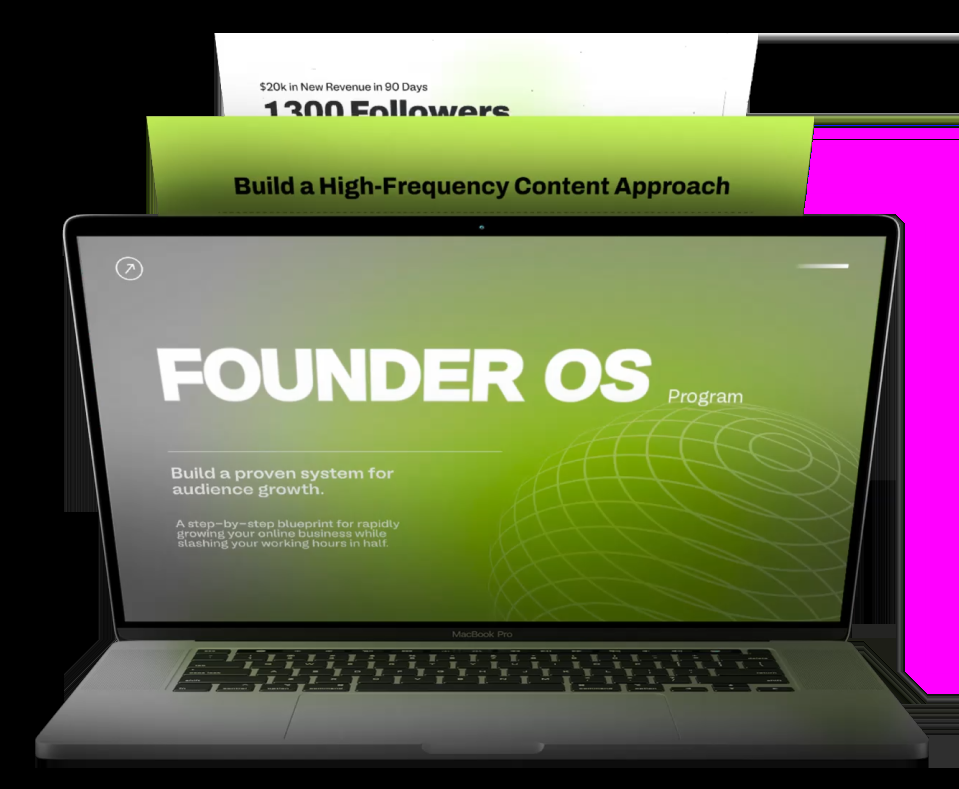 $20k in New Revenue in 90 Days
1300 Followers
Build a High-Frequency Content Approach
FOUNDER OS Program
Build a proven system for
audience growth.
A step-by-step blueprint for rapidly
growing your online business while
slashing your working hours in half.
MacBook Pro